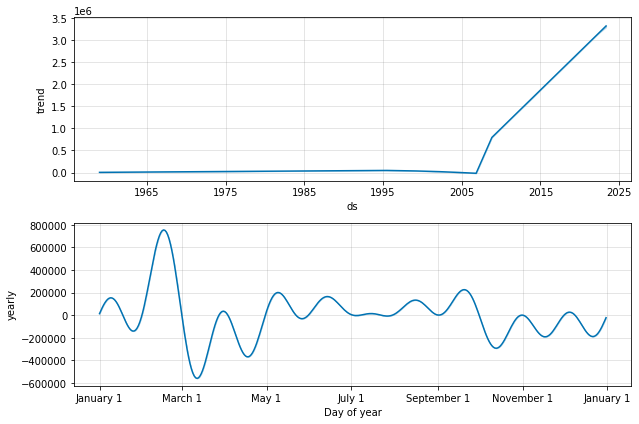 1e6
3.5
3.0
2.5
2.0
1.5
1.0
0.5
0.0
trend
1965 1975 1985 1995 2005 2015 2025
ds
800000
600000
400000
200000
0
−200000
−400000
−600000
yearly
January 1 March 1 May 1 July 1 September 1 November 1 January 1
Day of year